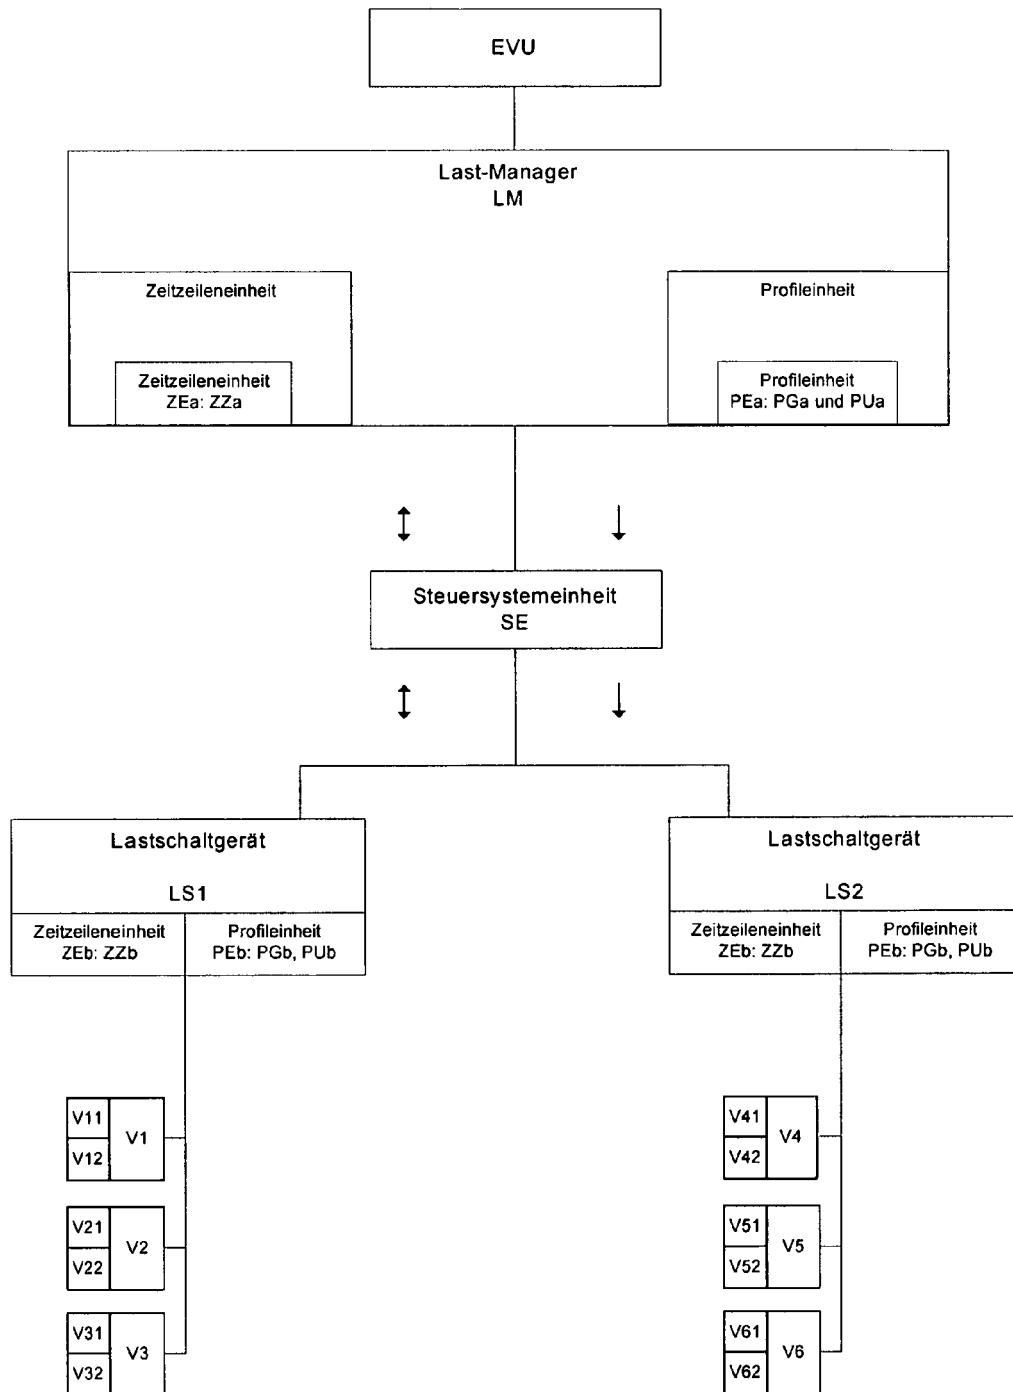 EVU
Last-Manager
LM
Zeitzeileneinheit
Profileinheit
Zeitzeileneinheit
ZEa: ZZa
Profileinheit
PEa: PGa und PUa
Steuersystemeinheit
SE
Lastschaltgerät
LS1
Zeitzeileneinheit
ZEb: ZZb
Profileinheit
PEb: PGb, PUb
Lastschaltgerät
LS2
Zeitzeileneinheit
ZEb: ZZb
Profileinheit
PEb: PGb, PUb
V11
V12
V1
V21
V22
V2
V31
V32
V3
V41
V42
V4
V51
V52
V5
V61
V62
V6